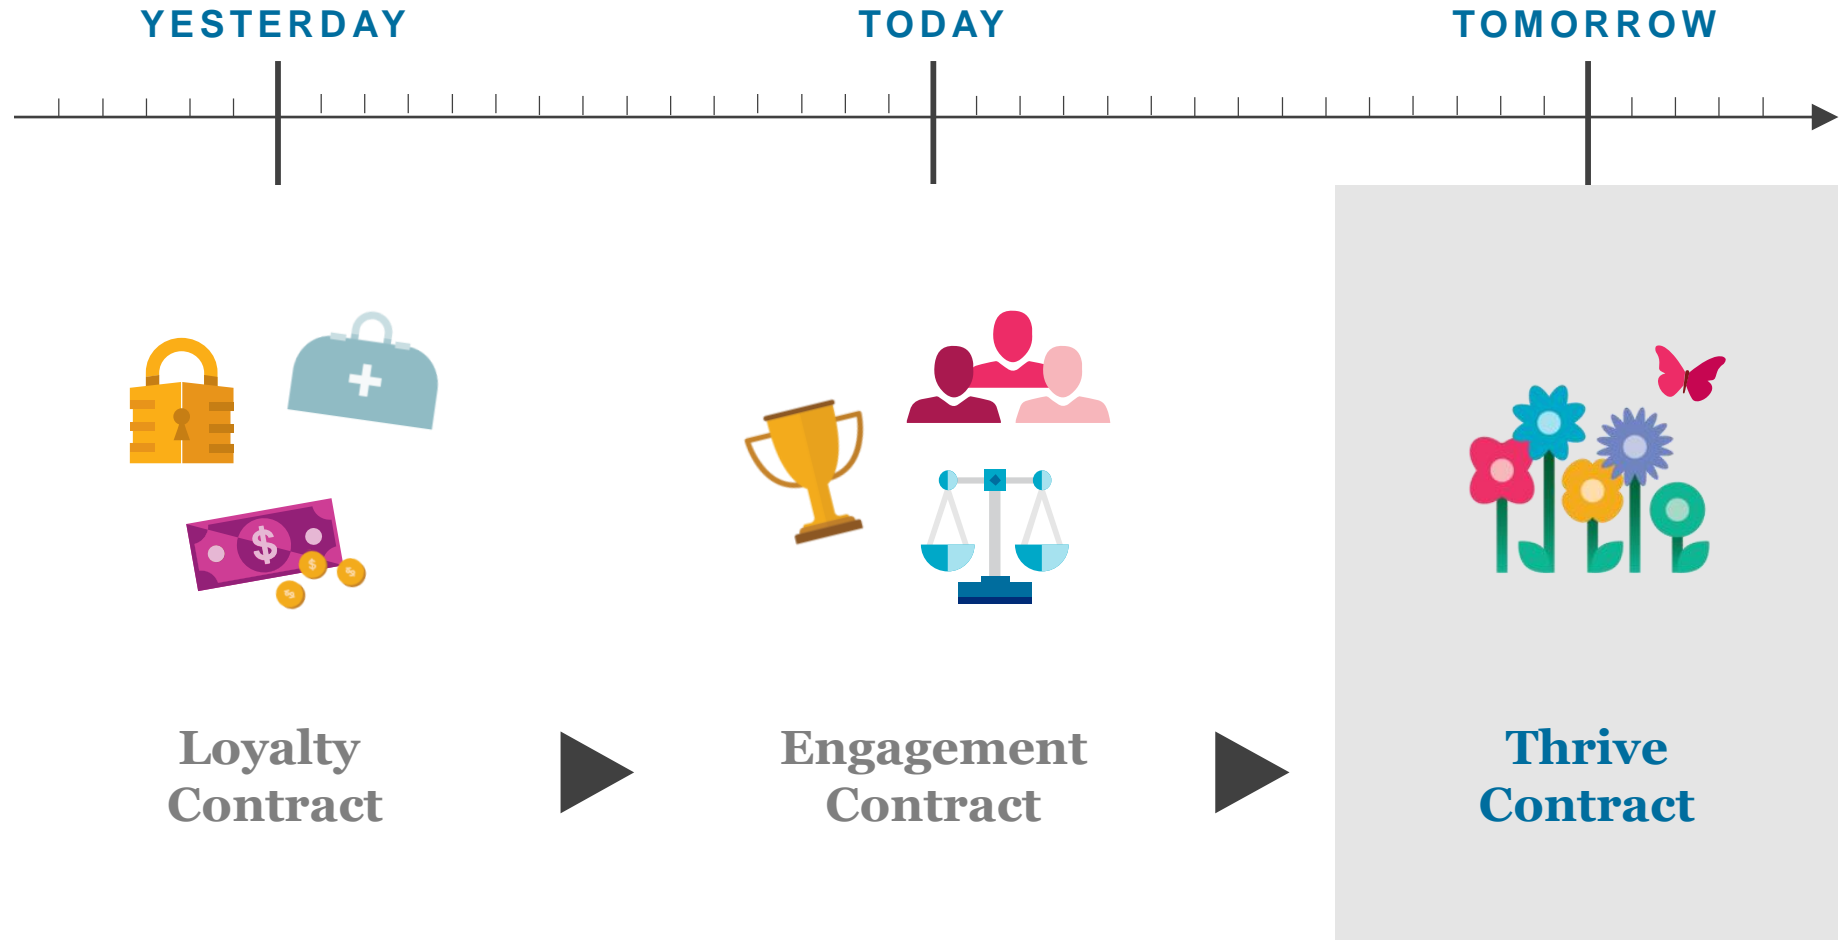 YESTERDAY
TODAY
TOMORROW
$
$
$
$
Loyalty
Contract
Engagement
Contract
Thrive
Contract